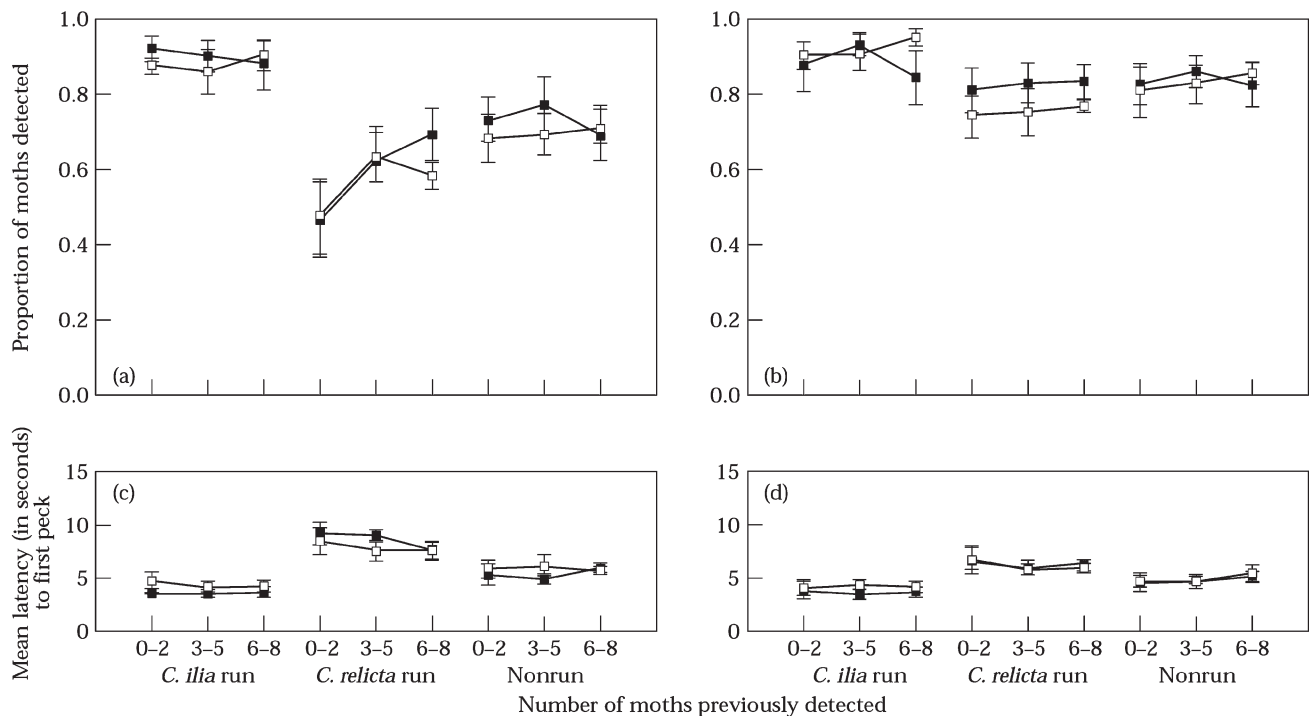 Proportion of moths detected
1.0
0.8
0.6
0.4
0.2
0.0
(a)
1.0
0.8
0.6
0.4
0.2
0.0
(b)
Mean latency (in seconds)
to first peck
15
10
5
0
(c)
0–2 3–5 6–8 0–2 3–5 6–8 0–2 3–5 6–8
C. ilia run C. relicta run Nonrun
15
10
5
0
(d)
0–2 3–5 6–8 0–2 3–5 6–8 0–2 3–5 6–8
C. ilia run C. relicta run Nonrun
Number of moths previously detected